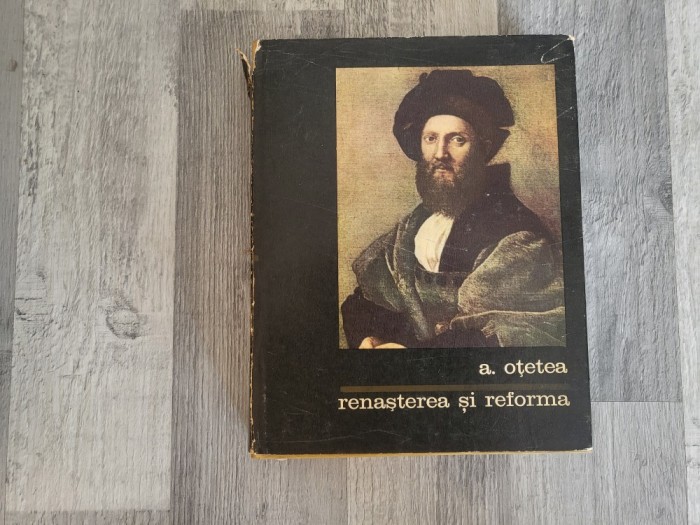 a. oțetea
renașterea și reforma